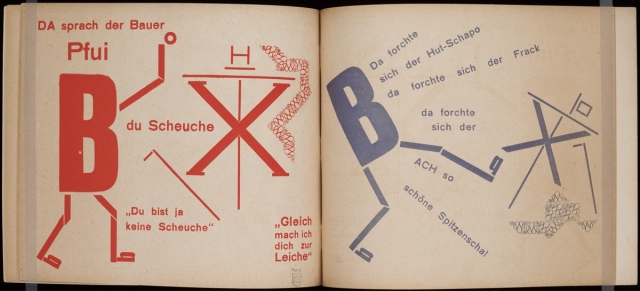 DA sprach der Bauer
Pfui
H
B
du Scheuche
X
„Du bist ja
keine Scheuche“
„Gleich
mach ich
dich zur
Leiche“
B
Da forchte
sich der Hut-Schapo
da forchte sich der Frack
da forchte
sich der
X
ACH so
schöne Spitzenschal